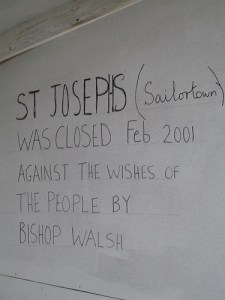 ST JOSEPHS (Sailortown)
WAS CLOSED Feb 2001
AGAINST THE WISHES OF
THE PEOPLE BY
BISHOP WALSH